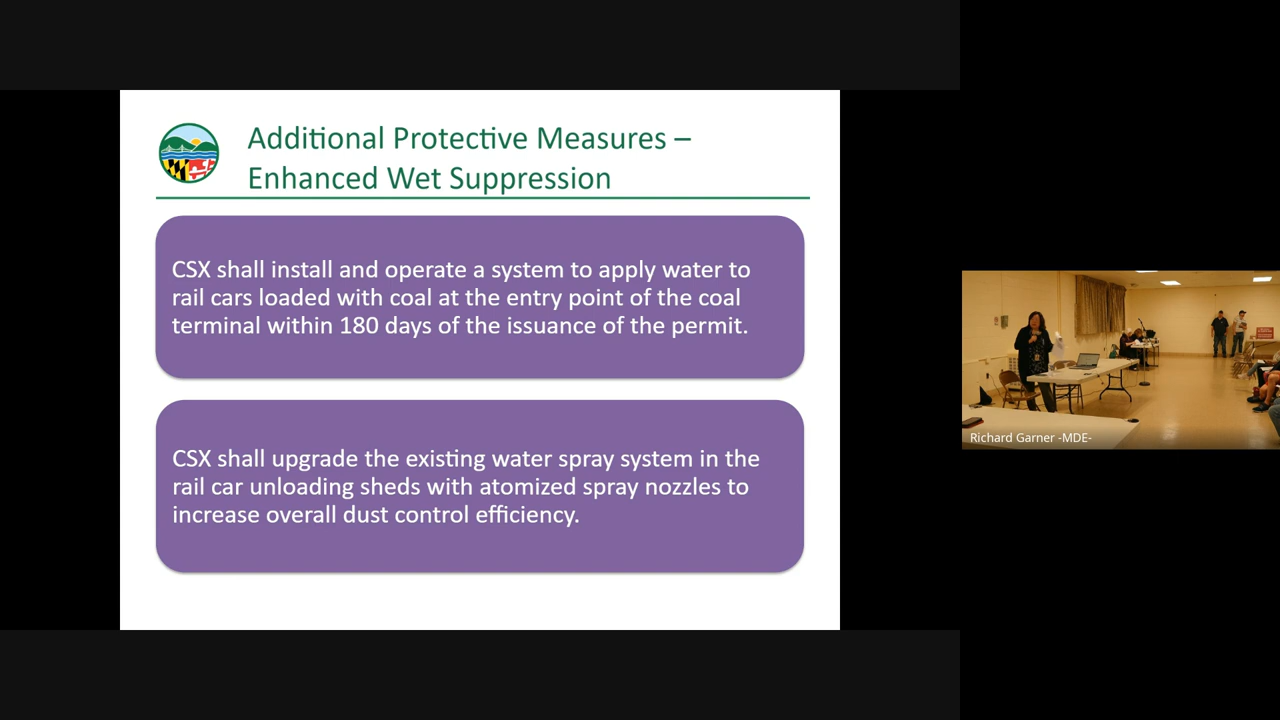 Additional Protective Measures –
Enhanced Wet Suppression
CSX shall install and operate a system to apply water to
rail cars loaded with coal at the entry point of the coal
terminal within 180 days of the issuance of the permit.
CSX shall upgrade the existing water spray system in the
rail car unloading sheds with atomized spray nozzles to
increase overall dust control efficiency.
Richard Garner -MDE-